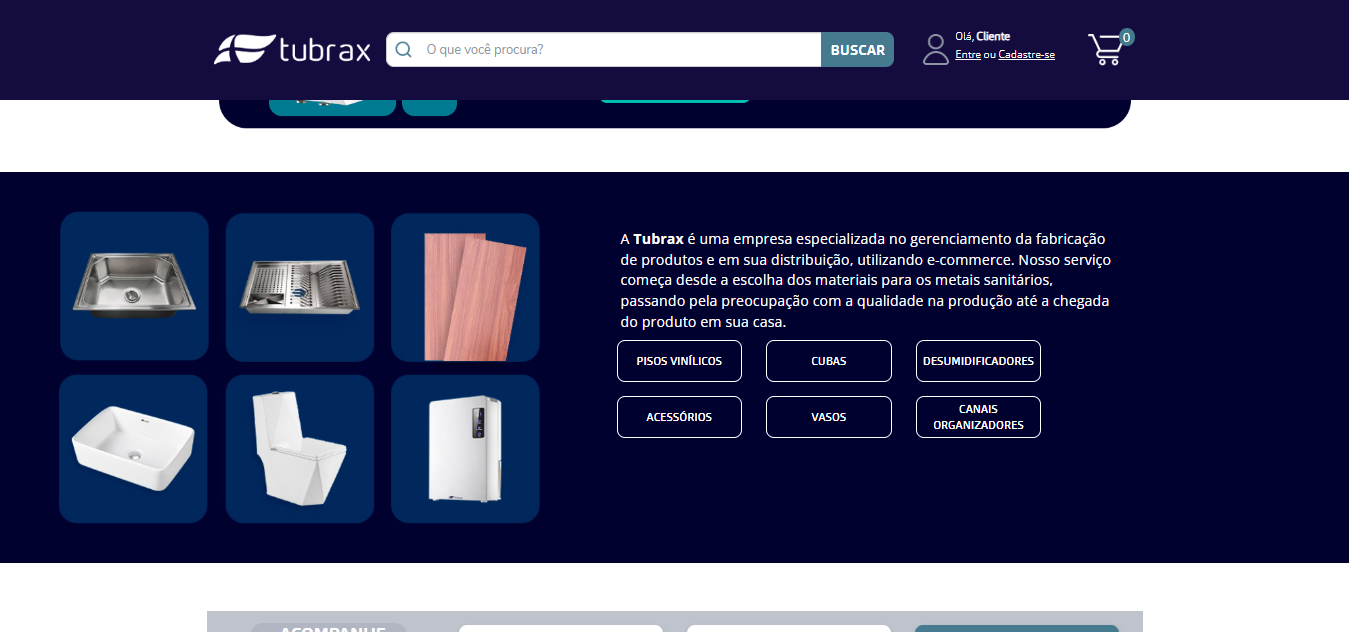 tubrax
O que você procura?
BUSCAR
Olá, Cliente
Entre ou Cadastre-se
0
A Tubrax é uma empresa especializada no gerenciamento da fabricação
de produtos e em sua distribuição, utilizando e-commerce. Nosso serviço
começa desde a escolha dos materiais para os metais sanitários,
passando pela preocupação com a qualidade na produção até a chegada
do produto em sua casa.
PISOS VINÍLICOS
CUBAS
DESUMIDIFICADORES
ACESSÓRIOS
VASOS
CANAIS
ORGANIZADORES
ACOMPANHE